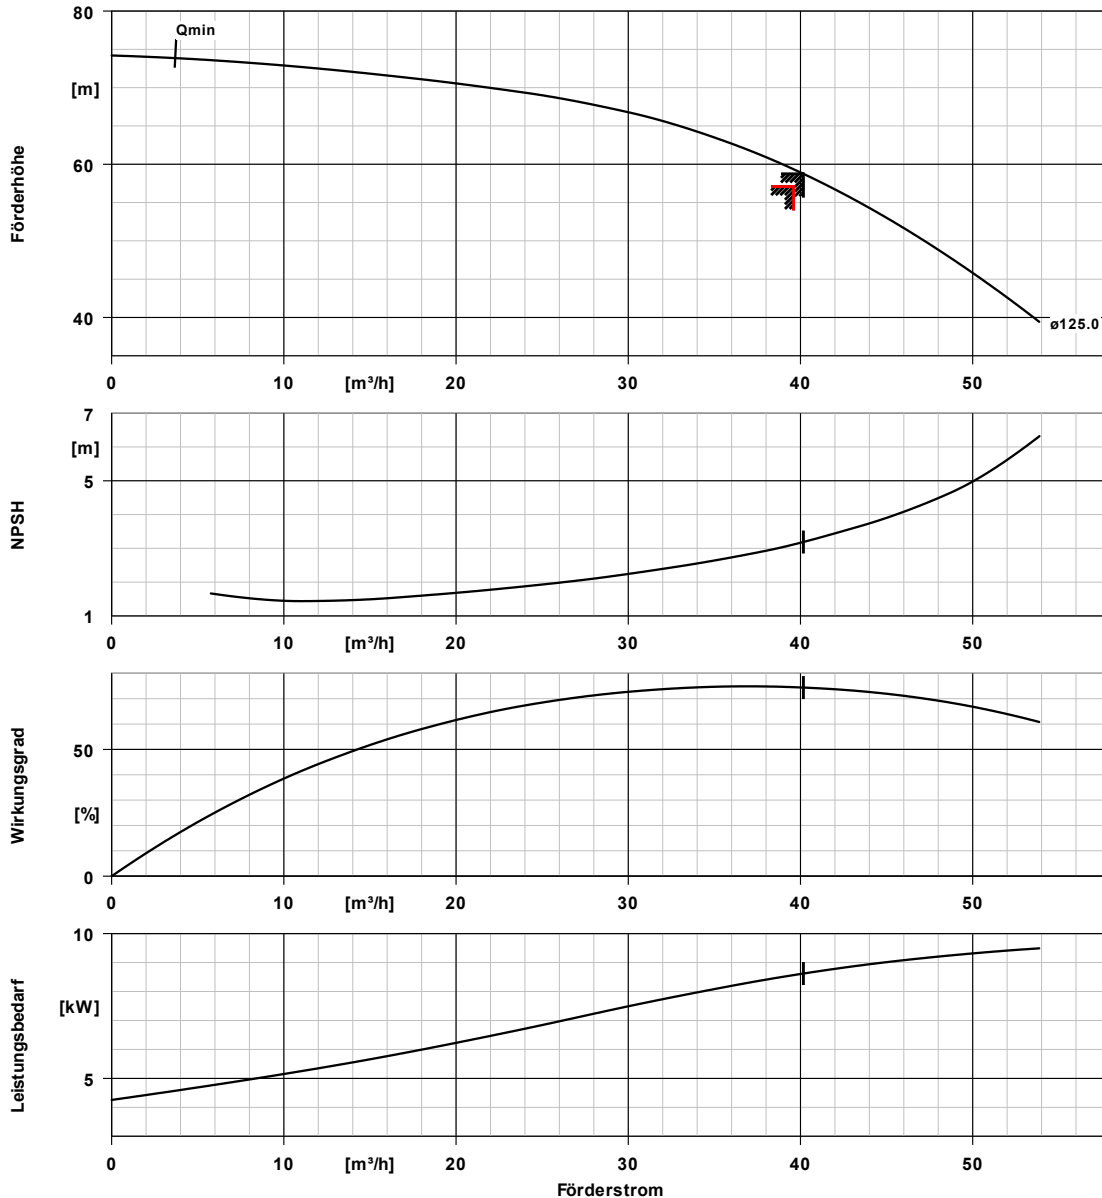 80
Qmin
[m]
Förderhöhe
60
40
ø125.0
0 10 [m³/h] 20 30 40 50
7
[m]
NPSH
5
1
0 10 [m³/h] 20 30 40 50
Wirkungsgrad
50
[%]
0
0 10 [m³/h] 20 30 40 50
10
Leistungsbedarf
[kW]
5
0 10 [m³/h] 20 30 40 50
Förderstrom